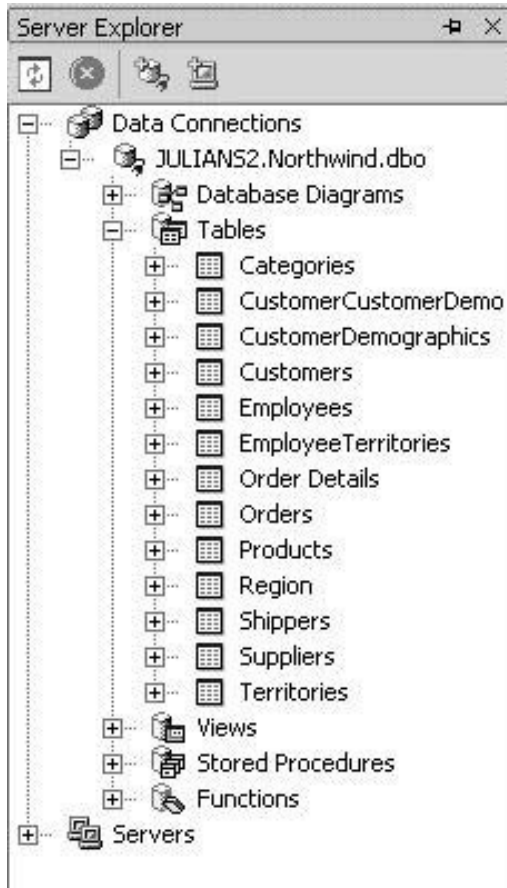 Server Explorer
Data Connections
JULIANS2.Northwind.dbo
Database Diagrams
Tables
Categories
CustomerCustomerDemo
CustomerDemographics
Customers
Employees
EmployeeTerritories
Order Details
Orders
Products
Region
Shippers
Suppliers
Territories
Views
Stored Procedures
Functions
Servers